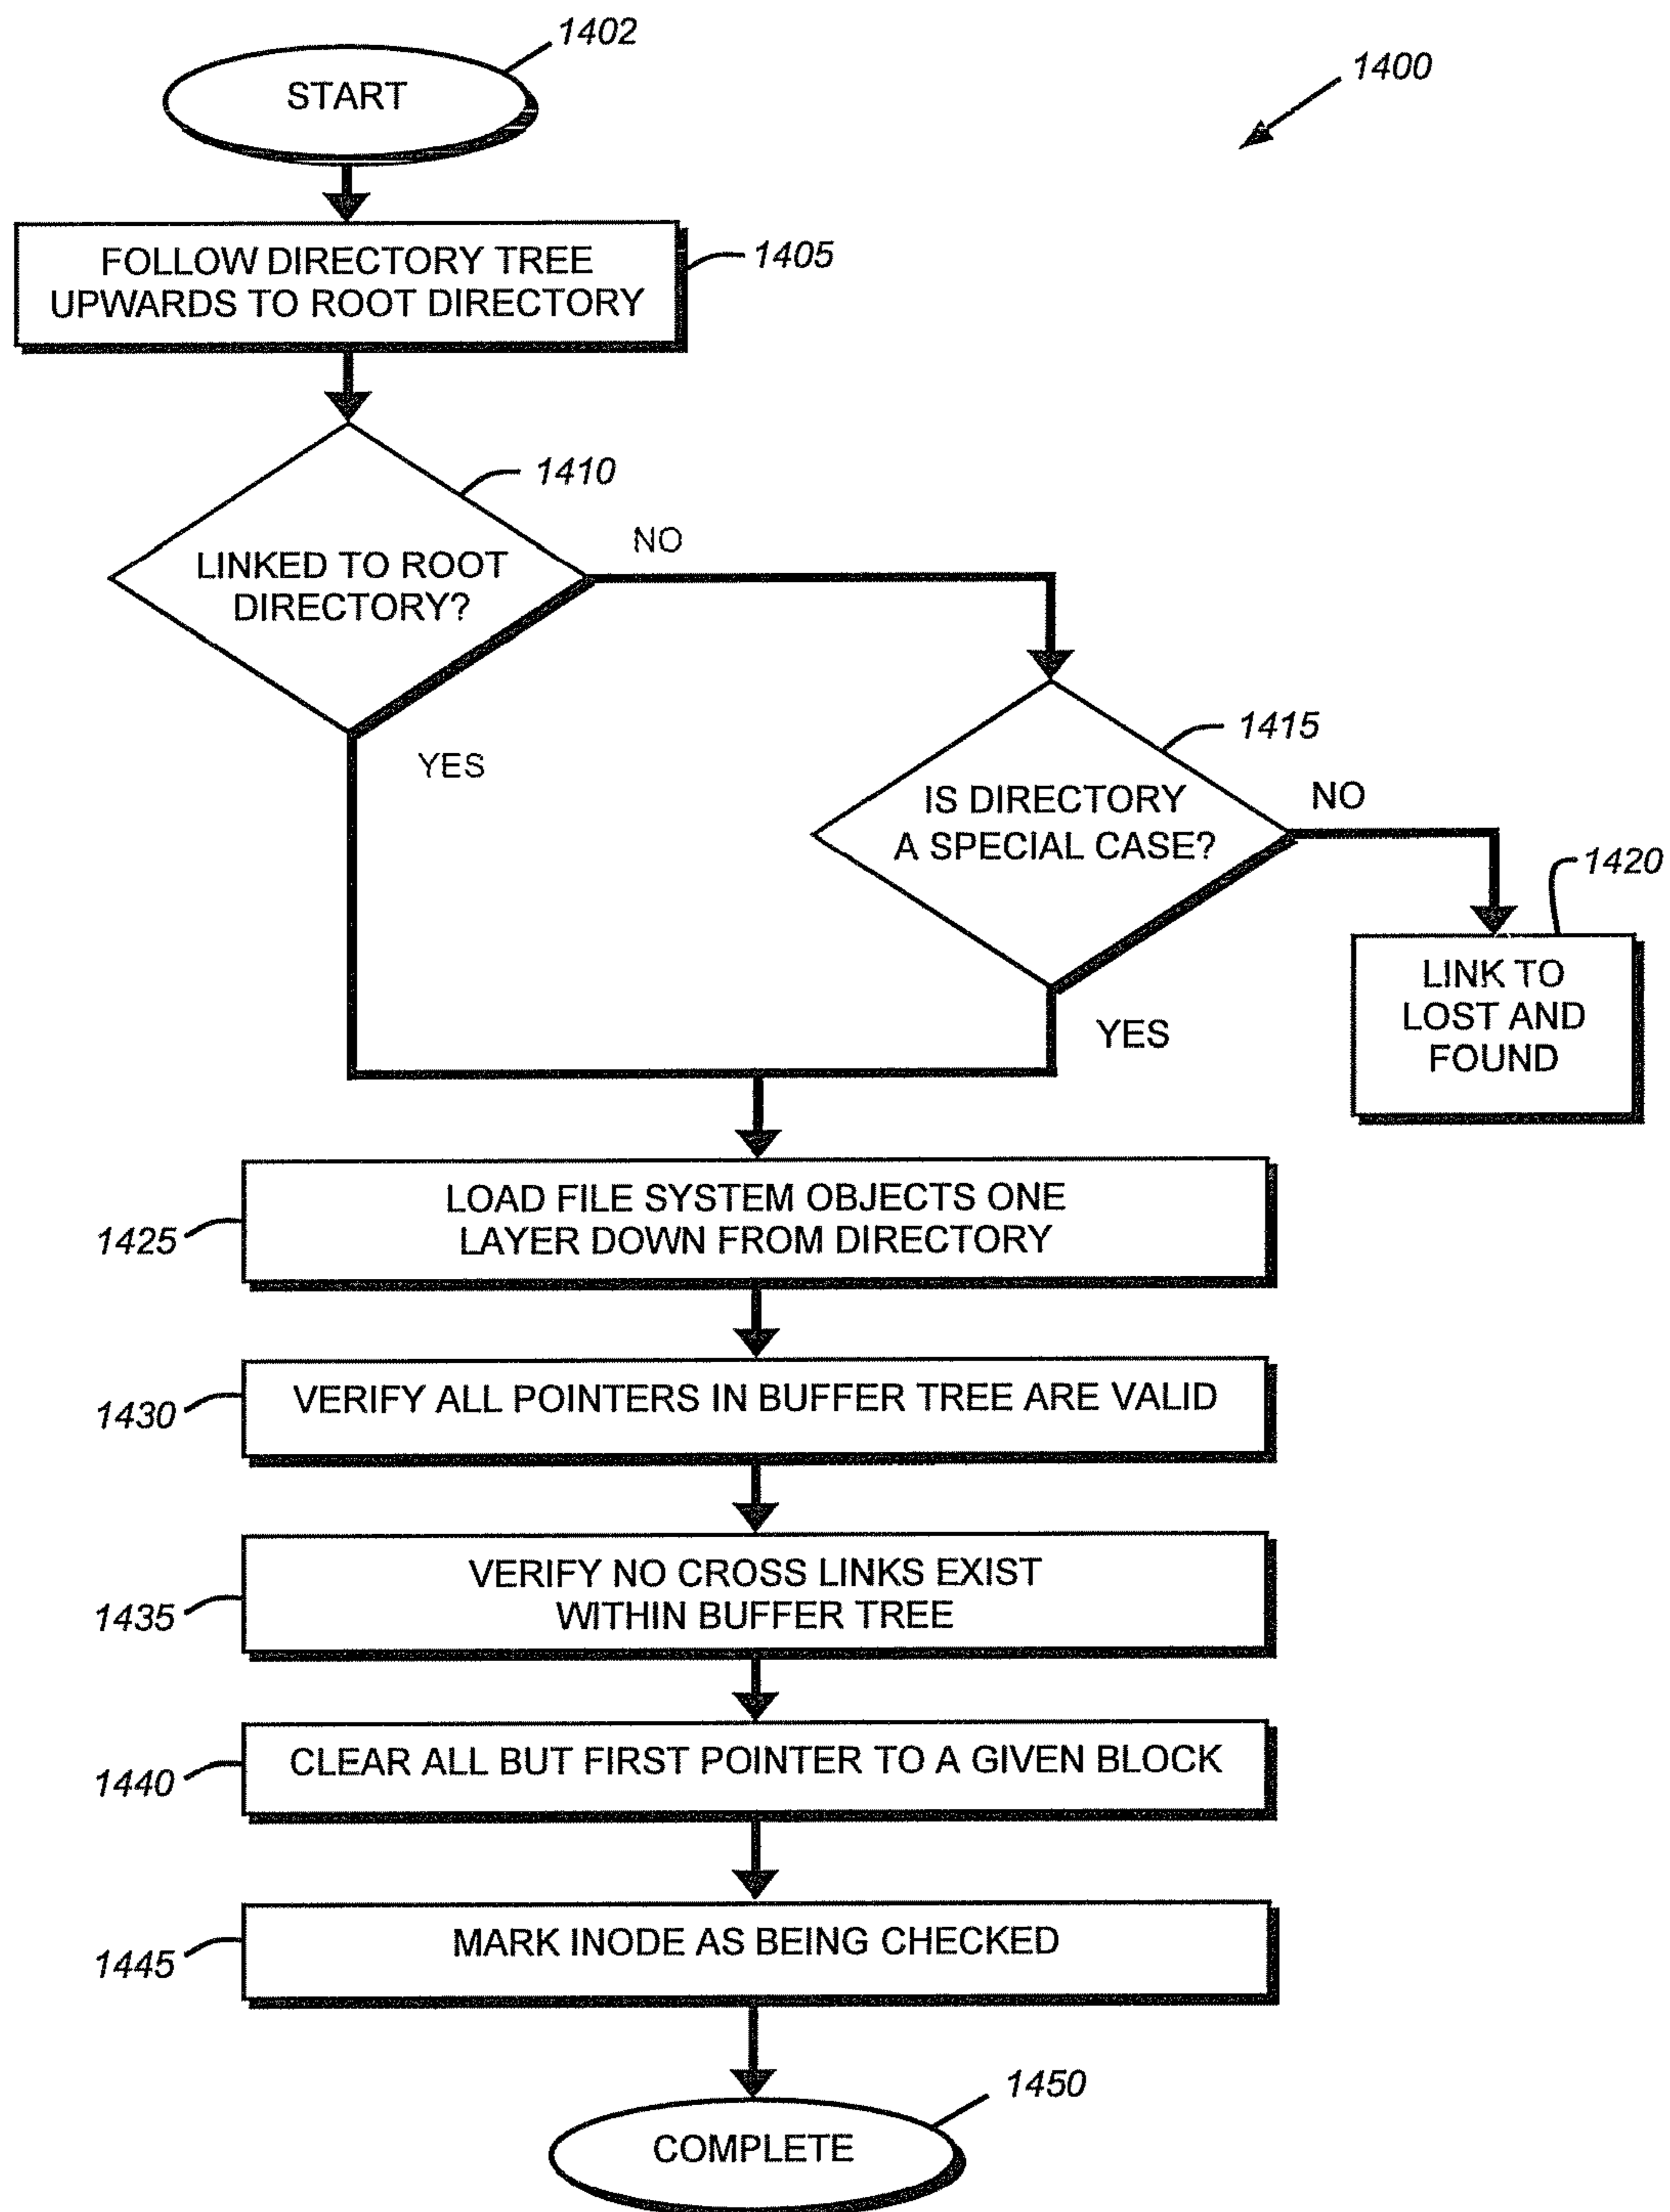 1402
START
1400
FOLLOW DIRECTORY TREE
UPWARDS TO ROOT DIRECTORY
1405
1410
LINKED TO ROOT
DIRECTORY?
NO
YES
1415
IS DIRECTORY
A SPECIAL CASE?
NO
YES
1420
LINK TO
LOST AND
FOUND
LOAD FILE SYSTEM OBJECTS ONE
LAYER DOWN FROM DIRECTORY
1425
VERIFY ALL POINTERS IN BUFFER TREE ARE VALID
1430
VERIFY NO CROSS LINKS EXIST
WITHIN BUFFER TREE
1435
CLEAR ALL BUT FIRST POINTER TO A GIVEN BLOCK
1440
MARK INODE AS BEING CHECKED
1445
1450
COMPLETE